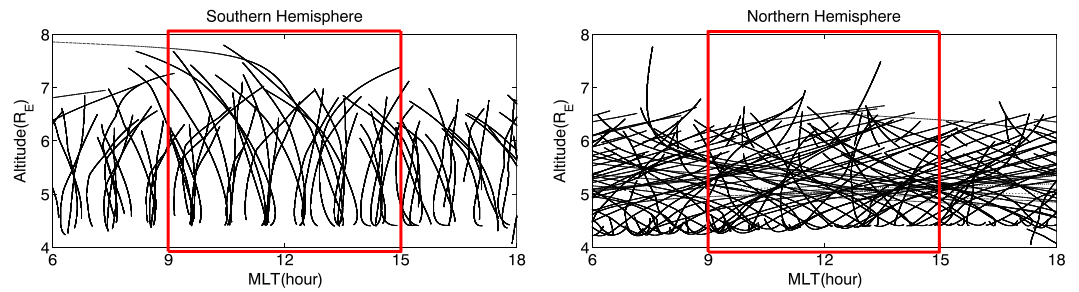 Southern Hemisphere
8
7
6
5
4
Altitude(R_E)
6 9 12 15 18
MLT(hour)
Northern Hemisphere
8
7
6
5
4
Altitude(R_E)
6 9 12 15 18
MLT(hour)